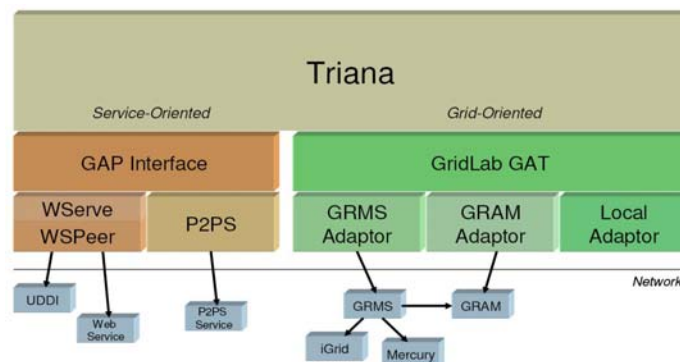 Triana
Service-Oriented
Grid-Oriented
GAP Interface
GridLab GAT
WServe
WSPeer
P2PS
GRMS
Adaptor
GRAM
Adaptor
Local
Adaptor
Network
UDDI
Web
Service
P2PS
Service
GRMS
GRAM
iGrid
Mercury